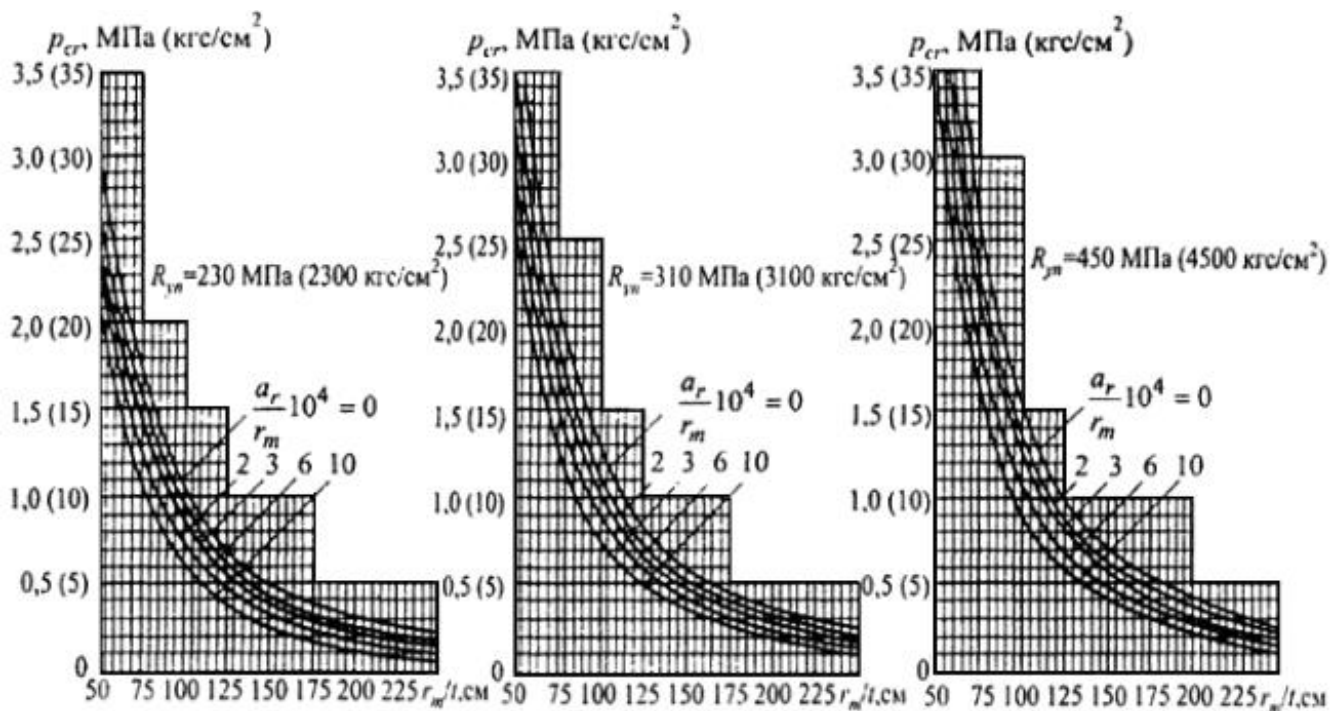 p_cr, МПа (кгс/см²)
3,5 (35)
3,0 (30)
2,5 (25)
R_yn=230 МПа (2300 кгс/см²)
2,0 (20)
1,5 (15)
a_r/r_m 10⁴ = 0
2 3 6 10
1,0 (10)
0,5 (5)
0
50 75 100 125 150 175 200 225 r_m/t,см
p_cr, МПа (кгс/см²)
3,5 (35)
3,0 (30)
2,5 (25)
R_yn=310 МПа (3100 кгс/см²)
2,0 (20)
1,5 (15)
a_r/r_m 10⁴ = 0
2 3 6 10
1,0 (10)
0,5 (5)
0
50 75 100 125 150 175 200 225 r_m/t,см
p_cr, МПа (кгс/см²)
3,5 (35)
3,0 (30)
2,5 (25)
R_yn=450 МПа (4500 кгс/см²)
2,0 (20)
1,5 (15)
a_r/r_m 10⁴ = 0
2 3 6 10
1,0 (10)
0,5 (5)
0
50 75 100 125 150 175 200 225 r_m/t,см